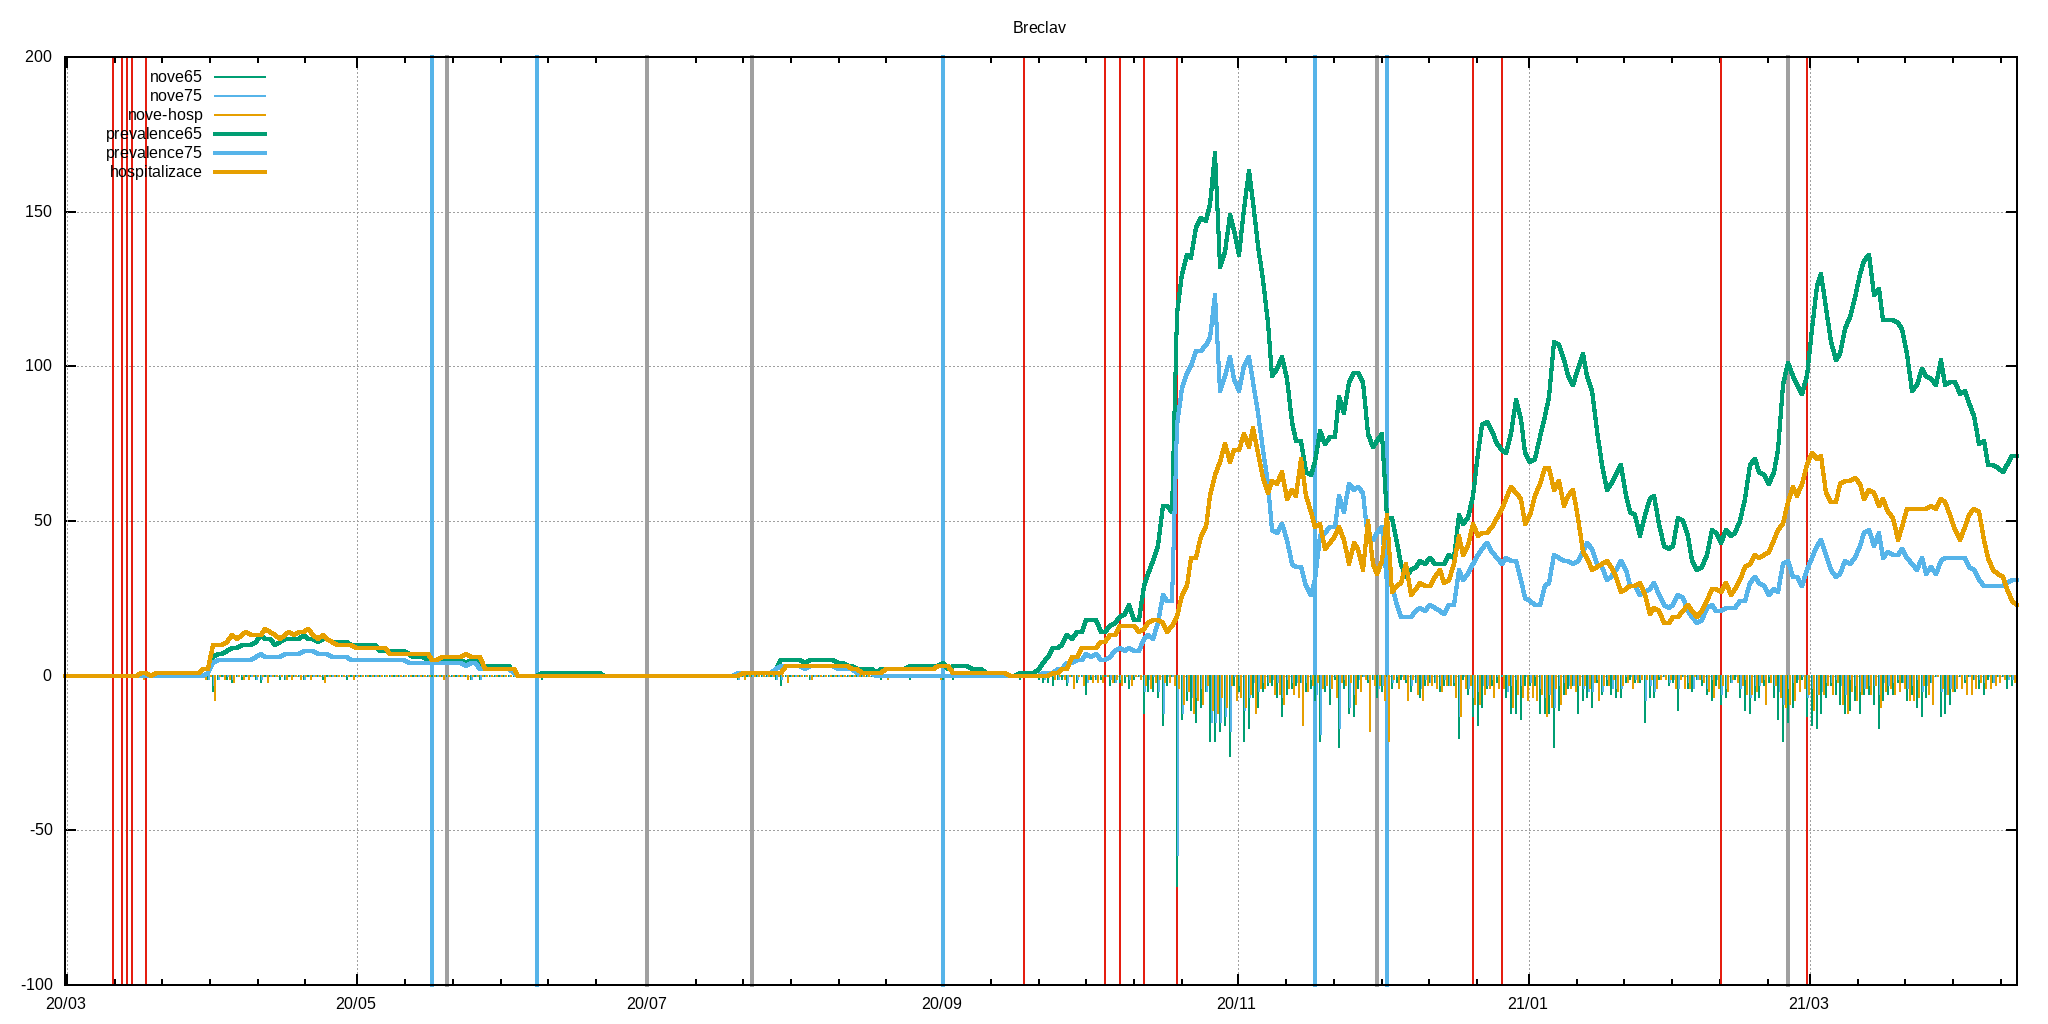 Breclav
200
150
100
50
0
-50
-100
nove65
nove75
nove-hosp
prevalence65
prevalence75
hospitalizace
20/03 20/05 20/07 20/09 20/11 21/01 21/03